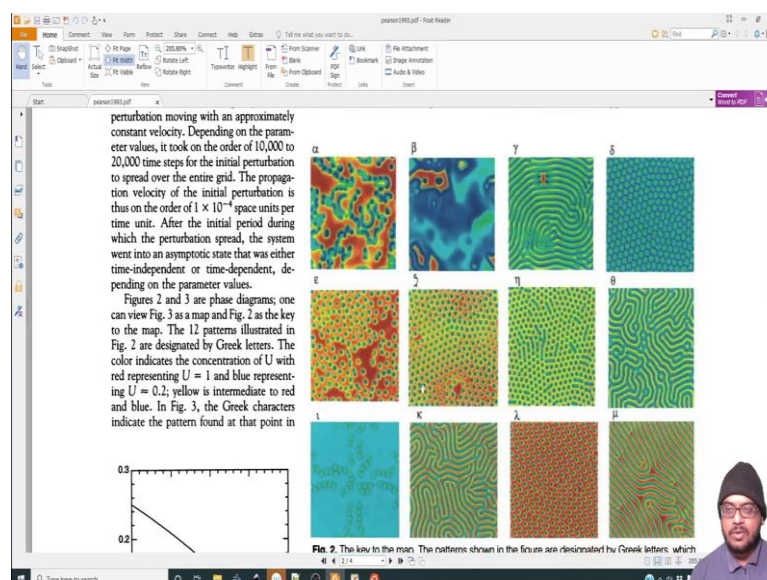 pearson1993.pdf - Foxit Reader
File Home Comment View Form Protect Share Connect Help Extras Tell me what you want to do...
Find
Hand
Select
SnapShot
Clipboard
Actual Size
Fit Page
Fit Width
Fit Visible
Reflow
205.80%
Rotate Left
Rotate Right
Typewriter
Highlight
From File
From Scanner
Blank
From Clipboard
PDF Sign
Link
Bookmark
File Attachment
Image Annotation
Audio & Video
Tools
View
Comment
Create
Protect
Links
Insert
Start
pearson1993.pdf
Convert
Word to PDF
perturbation moving with an approximately
constant velocity. Depending on the param-
eter values, it took on the order of 10,000 to
20,000 time steps for the initial perturbation
to spread over the entire grid. The propaga-
tion velocity of the initial perturbation is
thus on the order of 1 × 10⁻⁴ space units per
time unit. After the initial period during
which the perturbation spread, the system
went into an asymptotic state that was either
time-independent or time-dependent, de-
pending on the parameter values.
Figures 2 and 3 are phase diagrams; one
can view Fig. 3 as a map and Fig. 2 as the key
to the map. The 12 patterns illustrated in
Fig. 2 are designated by Greek letters. The
color indicates the concentration of U with
red representing U = 1 and blue represent-
ing U ≈ 0.2; yellow is intermediate to red
and blue. In Fig. 3, the Greek characters
indicate the pattern found at that point in
0.3
0.2
α β γ δ
ε ζ η θ
ι κ λ μ
Fig. 2. The key to the map. The patterns shown in the figure are designated by Greek letters, which
2 / 4
Type here to search